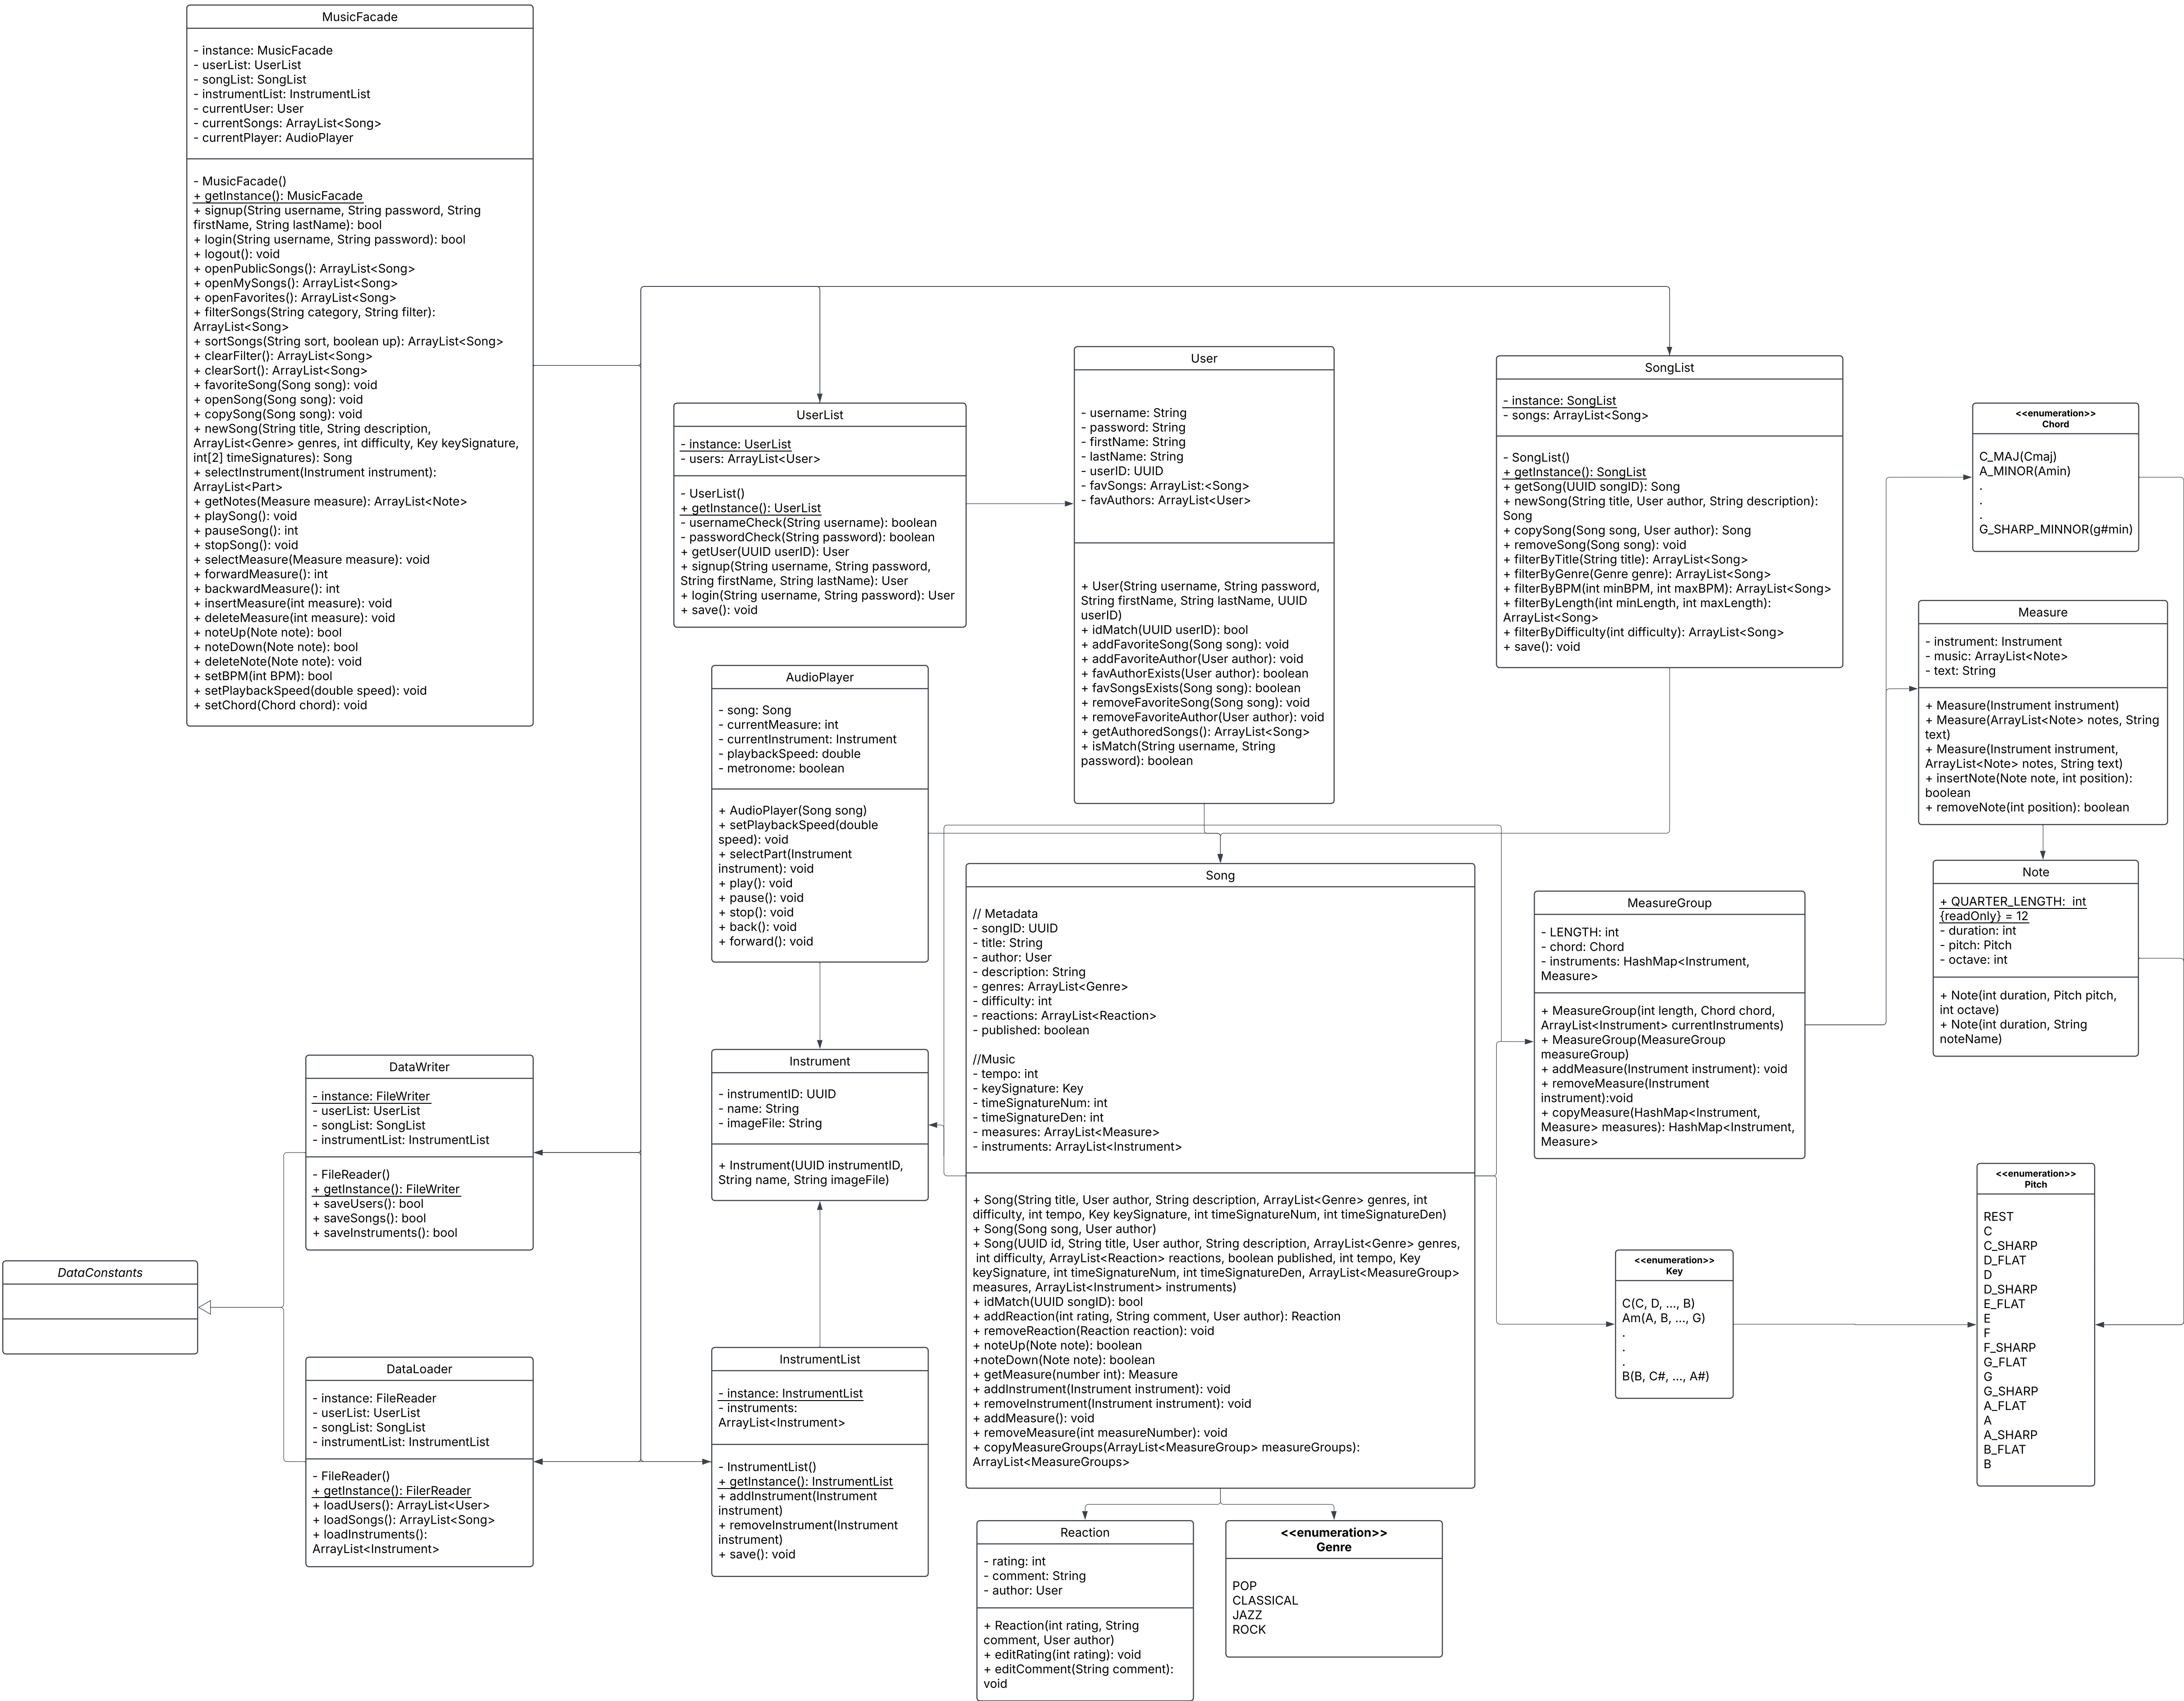 MusicFacade
- instance: MusicFacade
- userList: UserList
- songList: SongList
- instrumentList: InstrumentList
- currentUser: User
- currentSongs: ArrayList<Song>
- currentPlayer: AudioPlayer
- MusicFacade()
+ getInstance(): MusicFacade
+ signup(String username, String password, String
firstName, String lastName): bool
+ login(String username, String password): bool
+ logout(): void
+ openPublicSongs(): ArrayList<Song>
+ openMySongs(): ArrayList<Song>
+ openFavorites(): ArrayList<Song>
+ filterSongs(String category, String filter):
ArrayList<Song>
+ sortSongs(String sort, boolean up): ArrayList<Song>
+ clearFilter(): ArrayList<Song>
+ clearSort(): ArrayList<Song>
+ favoriteSong(Song song): void
+ openSong(Song song): void
+ copySong(Song song): void
+ newSong(String title, String description,
ArrayList<Genre> genres, int difficulty, Key keySignature,
int[2] timeSignatures): Song
+ selectInstrument(Instrument instrument):
ArrayList<Part>
+ getNotes(Measure measure): ArrayList<Note>
+ playSong(): void
+ pauseSong(): int
+ stopSong(): void
+ selectMeasure(Measure measure): void
+ forwardMeasure(): int
+ backwardMeasure(): int
+ insertMeasure(int measure): void
+ deleteMeasure(int measure): void
+ noteUp(Note note): bool
+ noteDown(Note note): bool
+ deleteNote(Note note): void
+ setBPM(int BPM): bool
+ setPlaybackSpeed(double speed): void
+ setChord(Chord chord): void
UserList
- instance: UserList
- users: ArrayList<User>
- UserList()
+ getInstance(): UserList
- usernameCheck(String username): boolean
- passwordCheck(String password): boolean
+ getUser(UUID userID): User
+ signup(String username, String password,
String firstName, String lastName): User
+ login(String username, String password): User
+ save(): void
User
- username: String
- password: String
- firstName: String
- lastName: String
- userID: UUID
- favSongs: ArrayList:<Song>
- favAuthors: ArrayList<User>
+ User(String username, String password,
String firstName, String lastName, UUID
userID)
+ idMatch(UUID userID): bool
+ addFavoriteSong(Song song): void
+ addFavoriteAuthor(User author): void
+ favAuthorExists(User author): boolean
+ favSongsExists(Song song): boolean
+ removeFavoriteSong(Song song): void
+ removeFavoriteAuthor(User author): void
+ getAuthoredSongs(): ArrayList<Song>
+ isMatch(String username, String
password): boolean
SongList
- instance: SongList
- songs: ArrayList<Song>
- SongList()
+ getInstance(): SongList
+ getSong(UUID songID): Song
+ newSong(String title, User author, String description):
Song
+ copySong(Song song, User author): Song
+ removeSong(Song song): void
+ filterByTitle(String title): ArrayList<Song>
+ filterByGenre(Genre genre): ArrayList<Song>
+ filterByBPM(int minBPM, int maxBPM): ArrayList<Song>
+ filterByLength(int minLength, int maxLength):
ArrayList<Song>
+ filterByDifficulty(int difficulty): ArrayList<Song>
+ save(): void
<<enumeration>>
Chord
C_MAJ(Cmaj)
A_MINOR(Amin)
.
.
.
G_SHARP_MINNOR(g#min)
Measure
- instrument: Instrument
- music: ArrayList<Note>
- text: String
+ Measure(Instrument instrument)
+ Measure(ArrayList<Note> notes, String
text)
+ Measure(Instrument instrument,
ArrayList<Note> notes, String text)
+ insertNote(Note note, int position):
boolean
+ removeNote(int position): boolean
AudioPlayer
- song: Song
- currentMeasure: int
- currentInstrument: Instrument
- playbackSpeed: double
- metronome: boolean
+ AudioPlayer(Song song)
+ setPlaybackSpeed(double
speed): void
+ selectPart(Instrument
instrument): void
+ play(): void
+ pause(): void
+ stop(): void
+ back(): void
+ forward(): void
Song
// Metadata
- songID: UUID
- title: String
- author: User
- description: String
- genres: ArrayList<Genre>
- difficulty: int
- reactions: ArrayList<Reaction>
- published: boolean
//Music
- tempo: int
- keySignature: Key
- timeSignatureNum: int
- timeSignatureDen: int
- measures: ArrayList<Measure>
- instruments: ArrayList<Instrument>
+ Song(String title, User author, String description, ArrayList<Genre> genres, int
difficulty, int tempo, Key keySignature, int timeSignatureNum, int timeSignatureDen)
+ Song(Song song, User author)
+ Song(UUID id, String title, User author, String description, ArrayList<Genre> genres,
int difficulty, ArrayList<Reaction> reactions, boolean published, int tempo, Key
keySignature, int timeSignatureNum, int timeSignatureDen, ArrayList<MeasureGroup>
measures, ArrayList<Instrument> instruments)
+ idMatch(UUID songID): bool
+ addReaction(int rating, String comment, User author): Reaction
+ removeReaction(Reaction reaction): void
+ noteUp(Note note): boolean
+noteDown(Note note): boolean
+ getMeasure(number int): Measure
+ addInstrument(Instrument instrument): void
+ removeInstrument(Instrument instrument): void
+ addMeasure(): void
+ removeMeasure(int measureNumber): void
+ copyMeasureGroups(ArrayList<MeasureGroup> measureGroups):
ArrayList<MeasureGroups>
MeasureGroup
- LENGTH: int
- chord: Chord
- instruments: HashMap<Instrument,
Measure>
+ MeasureGroup(int length, Chord chord,
ArrayList<Instrument> currentInstruments)
+ MeasureGroup(MeasureGroup
measureGroup)
+ addMeasure(Instrument instrument): void
+ removeMeasure(Instrument
instrument):void
+ copyMeasure(HashMap<Instrument,
Measure> measures): HashMap<Instrument,
Measure>
Note
+ QUARTER_LENGTH: int
{readOnly} = 12
- duration: int
- pitch: Pitch
- octave: int
+ Note(int duration, Pitch pitch,
int octave)
+ Note(int duration, String
noteName)
DataWriter
- instance: FileWriter
- userList: UserList
- songList: SongList
- instrumentList: InstrumentList
- FileReader()
+ getInstance(): FileWriter
+ saveUsers(): bool
+ saveSongs(): bool
+ saveInstruments(): bool
Instrument
- instrumentID: UUID
- name: String
- imageFile: String
+ Instrument(UUID instrumentID,
String name, String imageFile)
DataConstants
DataLoader
- instance: FileReader
- userList: UserList
- songList: SongList
- instrumentList: InstrumentList
- FileReader()
+ getInstance(): FilerReader
+ loadUsers(): ArrayList<User>
+ loadSongs(): ArrayList<Song>
+ loadInstruments():
ArrayList<Instrument>
InstrumentList
- instance: InstrumentList
- instruments:
ArrayList<Instrument>
- InstrumentList()
+ getInstance(): InstrumentList
+ addInstrument(Instrument
instrument)
+ removeInstrument(Instrument
instrument)
+ save(): void
<<enumeration>>
Key
C(C, D, ..., B)
Am(A, B, ..., G)
.
.
.
B(B, C#, ..., A#)
<<enumeration>>
Pitch
REST
C
C_SHARP
D_FLAT
D
D_SHARP
E_FLAT
E
F
F_SHARP
G_FLAT
G
G_SHARP
A_FLAT
A
A_SHARP
B_FLAT
B
Reaction
- rating: int
- comment: String
- author: User
+ Reaction(int rating, String
comment, User author)
+ editRating(int rating): void
+ editComment(String comment):
void
<<enumeration>>
Genre
POP
CLASSICAL
JAZZ
ROCK